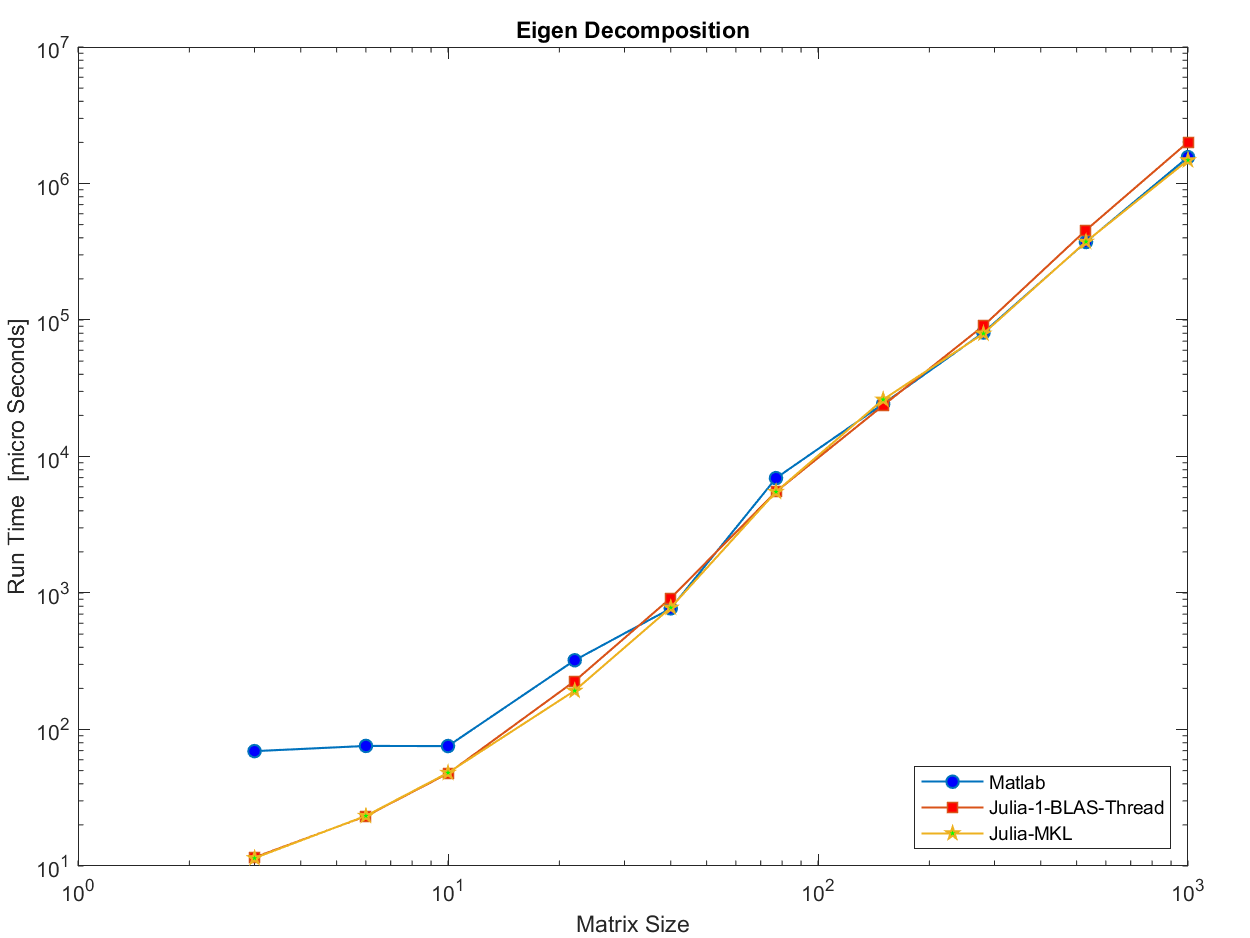 Eigen Decomposition
10^7
10^6
10^5
10^4
10^3
10^2
10^1
Run Time [micro Seconds]
Matlab
Julia-1-BLAS-Thread
Julia-MKL
10^0 10^1 10^2 10^3
Matrix Size